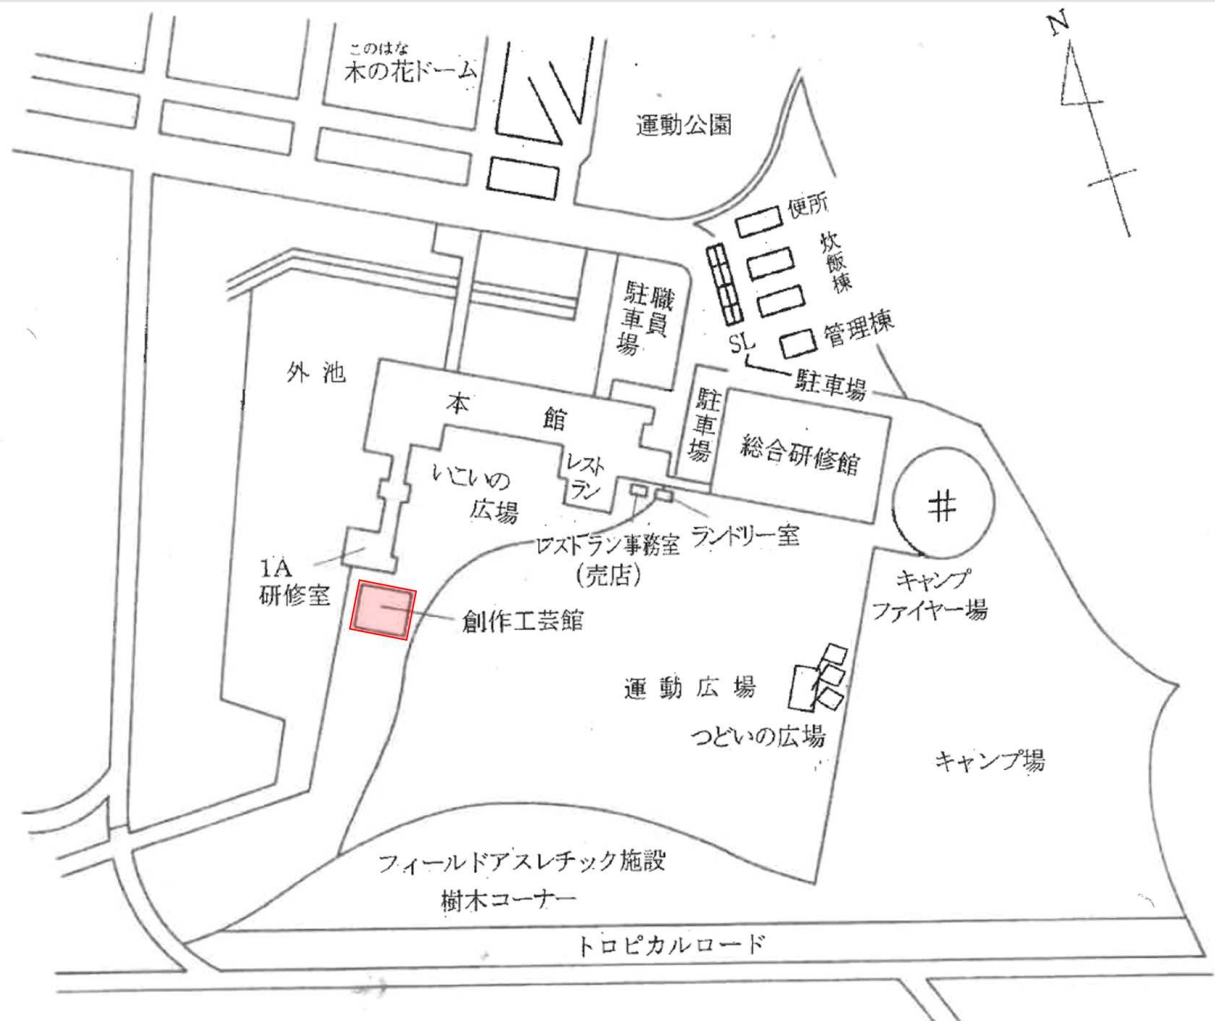 このはな
木の花ドーム
N
運動公園
便所
炊飯棟
職員
駐車場
管理棟
SL
駐車場
外池
本館
駐車場
総合研修館
レスト
ラン
いこいの
広場
ランドリー室
レストラン事務室
(売店)
1A
研修室
キャンプ
ファイヤー場
創作工芸館
運動広場
つどいの広場
キャンプ場
フィールドアスレチック施設
樹木コーナー
トロピカルロード